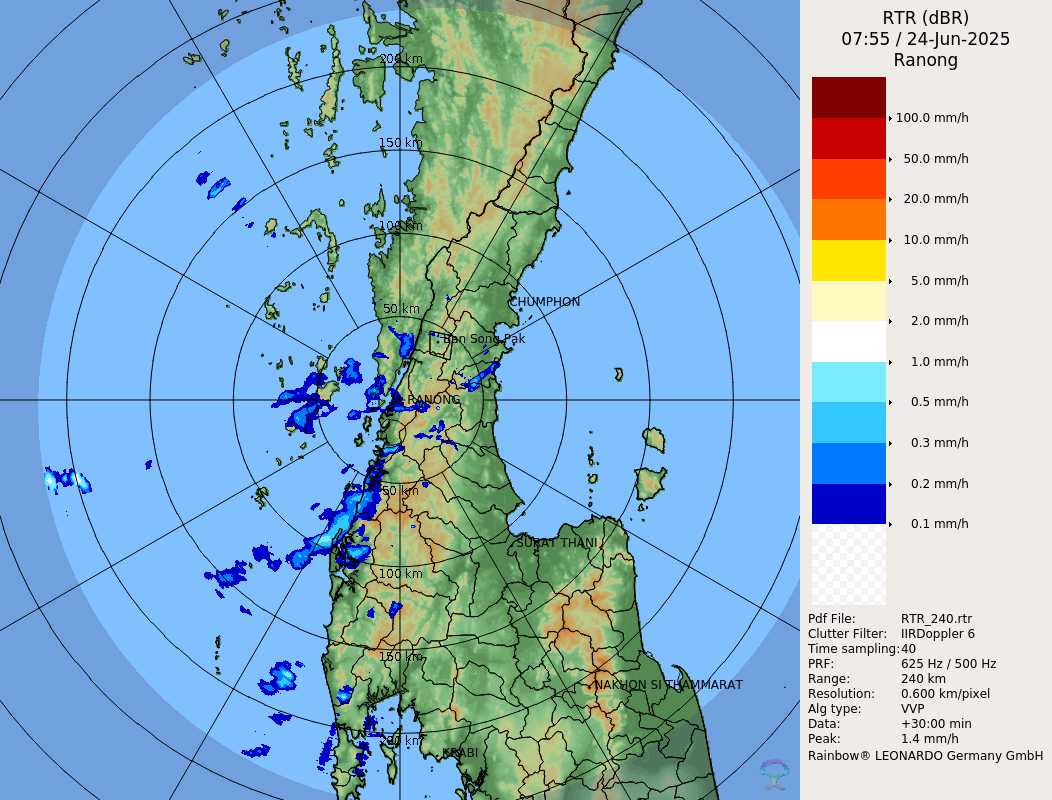 RTR (dBR)
07:55 / 24-Jun-2025
Ranong
100.0 mm/h
50.0 mm/h
20.0 mm/h
10.0 mm/h
5.0 mm/h
2.0 mm/h
1.0 mm/h
0.5 mm/h
0.3 mm/h
0.2 mm/h
0.1 mm/h
Pdf File: RTR_240.rtr
Clutter Filter: IIRDoppler 6
Time sampling: 40
PRF: 625 Hz / 500 Hz
Range: 240 km
Resolution: 0.600 km/pixel
Alg type: VVP
Data: +30:00 min
Peak: 1.4 mm/h
Rainbow® LEONARDO Germany GmbH
200 km
150 km
100 km
50 km
CHUMPHON
Ban Song Pak
RANONG
50 km
SURAT THANI
100 km
150 km
NAKHON SI THAMMARAT
200 km
KRABI